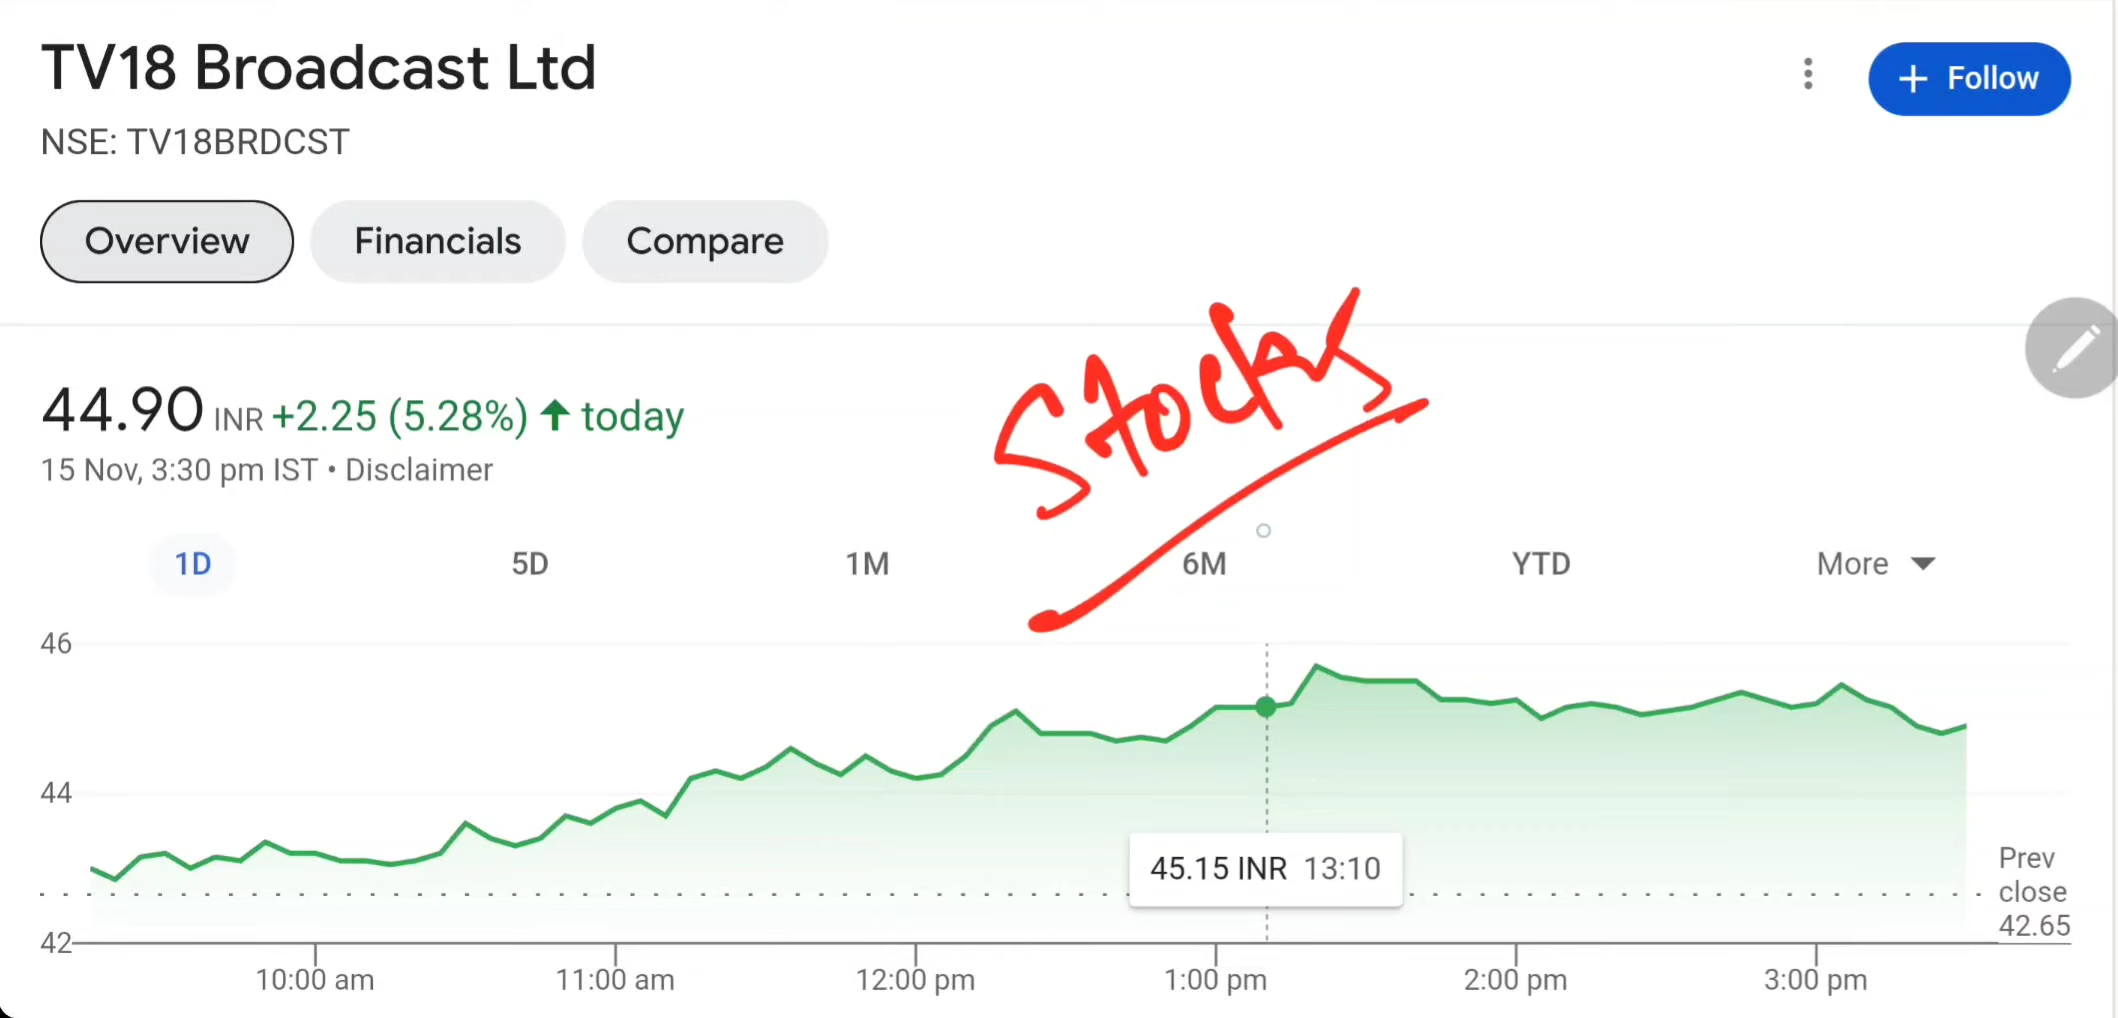 TV18 Broadcast Ltd
+ Follow
NSE: TV18BRDCST
Overview Financials Compare
Stocks
44.90 INR +2.25 (5.28%) ↑ today
15 Nov, 3:30 pm IST • Disclaimer
1D 5D 1M 6M YTD More
46
44
42
45.15 INR 13:10
Prev
close
42.65
10:00 am 11:00 am 12:00 pm 1:00 pm 2:00 pm 3:00 pm